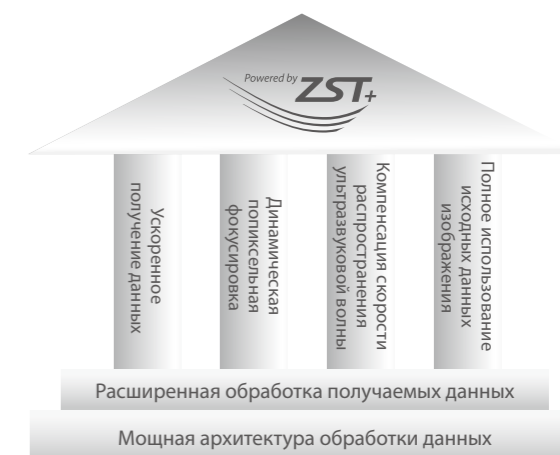 Powered by ZST+
Ускоренное
получение данных
Динамическая
попиксельная
фокусировка
Компенсация скорости
распространения
ультразвуковой волны
Полное использование
исходных данных
изображения
Расширенная обработка получаемых данных
Мощная архитектура обработки данных